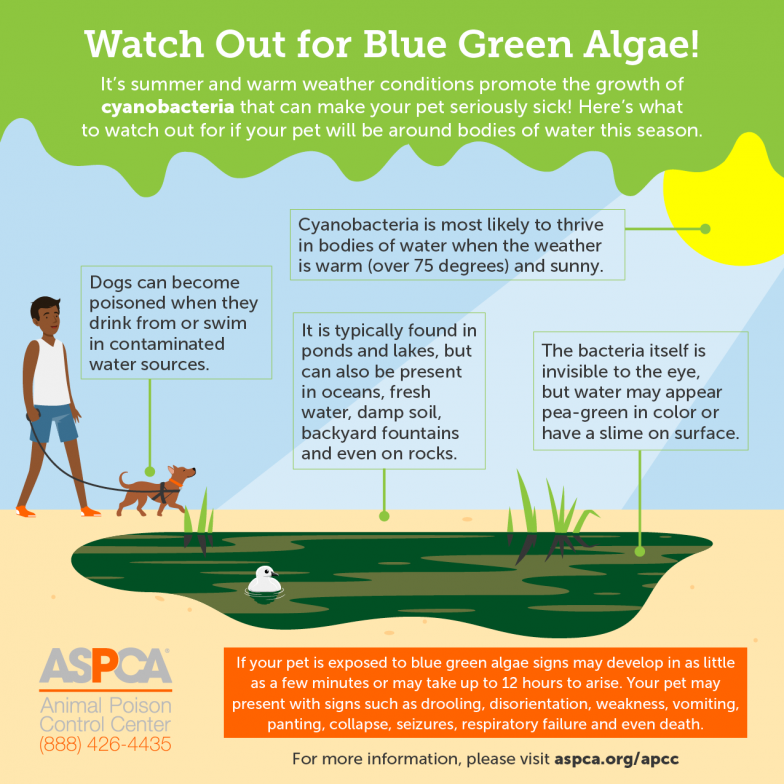 Watch Out for Blue Green Algae!
It's summer and warm weather conditions promote the growth of
cyanobacteria that can make your pet seriously sick! Here's what
to watch out for if your pet will be around bodies of water this season.
Cyanobacteria is most likely to thrive
in bodies of water when the weather
is warm (over 75 degrees) and sunny.
Dogs can become
poisoned when they
drink from or swim
in contaminated
water sources.
It is typically found in
ponds and lakes, but
can also be present
in oceans, fresh
water, damp soil,
backyard fountains
and even on rocks.
The bacteria itself is
invisible to the eye,
but water may appear
pea-green in color or
have a slime on surface.
ASPCA®
Animal Poison
Control Center
(888) 426-4435
If your pet is exposed to blue green algae signs may develop in as little
as a few minutes or may take up to 12 hours to arise. Your pet may
present with signs such as drooling, disorientation, weakness, vomiting,
panting, collapse, seizures, respiratory failure and even death.
For more information, please visit aspca.org/apcc